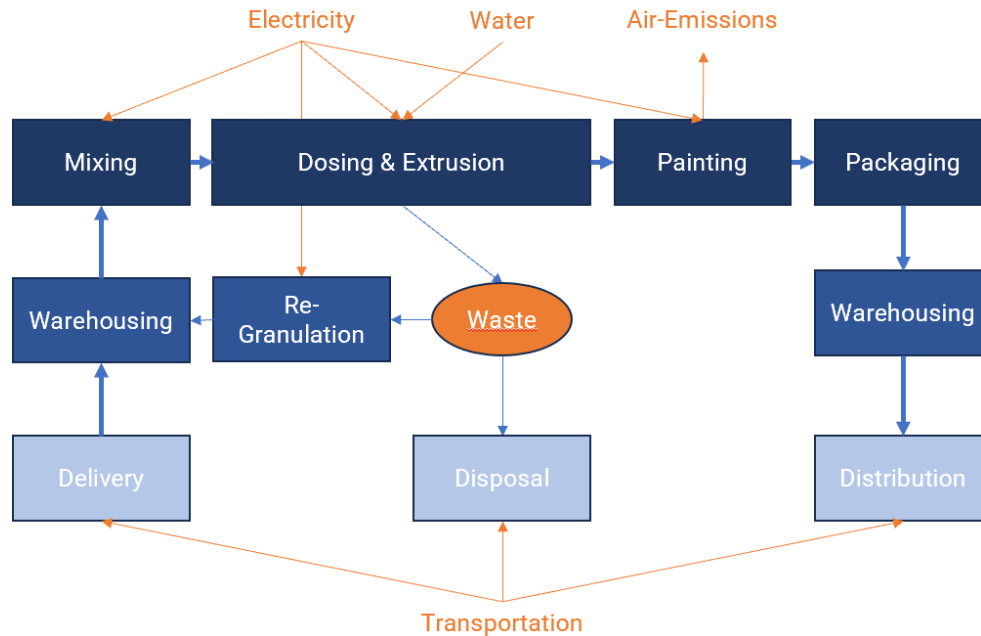 Electricity
Water
Air-Emissions
Mixing
Dosing & Extrusion
Painting
Packaging
Warehousing
Re-
Granulation
Waste
Warehousing
Delivery
Disposal
Distribution
Transportation